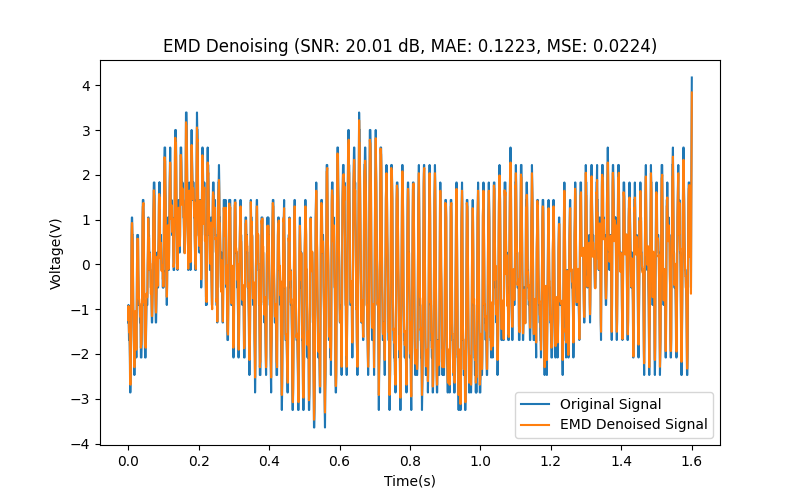 EMD Denoising (SNR: 20.01 dB, MAE: 0.1223, MSE: 0.0224)
4
3
2
1
0
−1
−2
−3
−4
Voltage(V)
0.0 0.2 0.4 0.6 0.8 1.0 1.2 1.4 1.6
Time(s)
Original Signal
EMD Denoised Signal